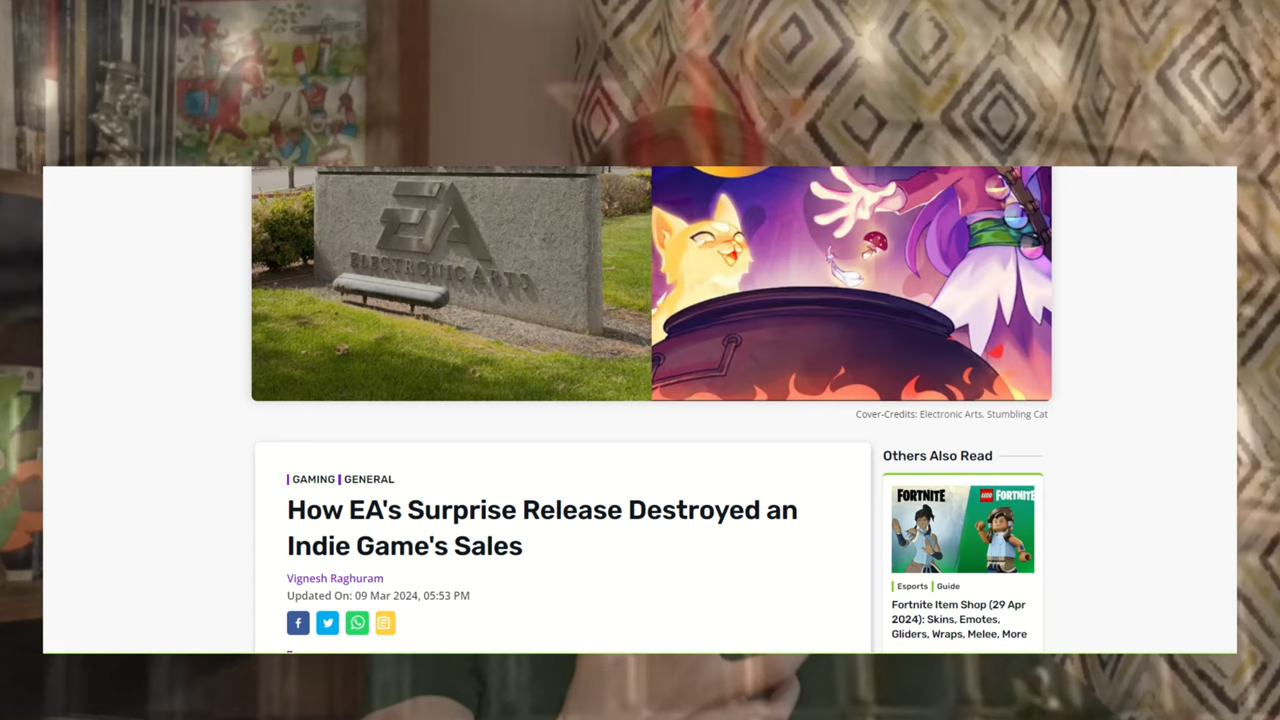 EA
ELECTRONIC ARTS
Cover-Credits: Electronic Arts, Stumbling Cat
GAMING GENERAL
How EA's Surprise Release Destroyed an
Indie Game's Sales
Vignesh Raghuram
Updated On: 09 Mar 2024, 05:53 PM
Others Also Read
FORTNITE
LEGO FORTNITE
Esports Guide
Fortnite Item Shop (29 Apr
2024): Skins, Emotes,
Gliders, Wraps, Melee, More